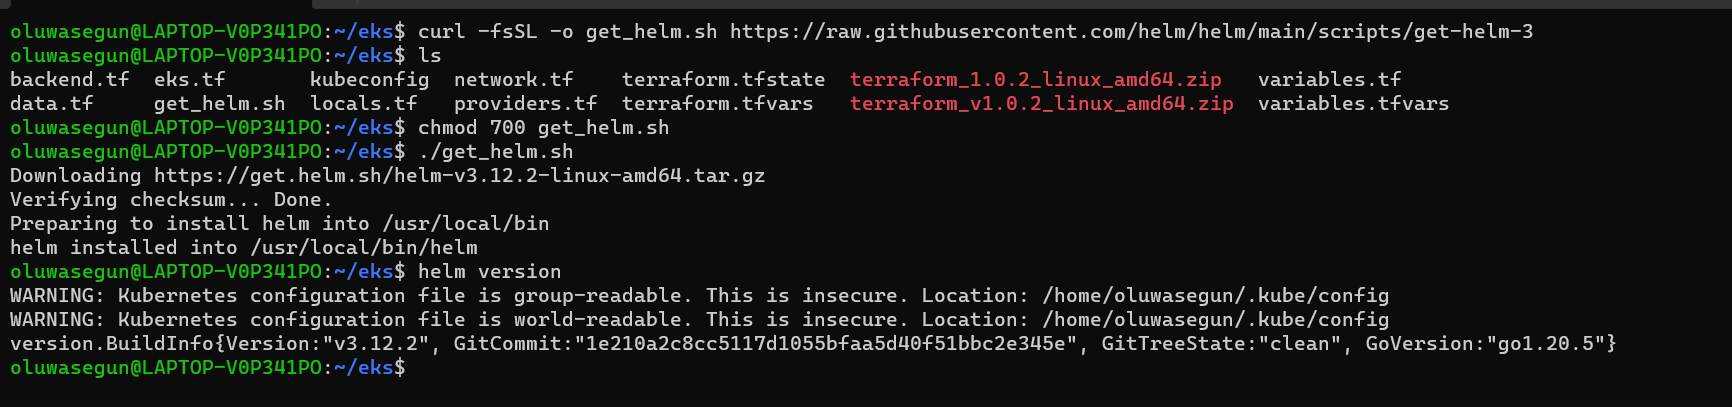 oluwasegun@LAPTOP-V0P341PO:~/eks$ curl -fsSL -o get_helm.sh https://raw.githubusercontent.com/helm/helm/main/scripts/get-helm-3
oluwasegun@LAPTOP-V0P341PO:~/eks$ ls
backend.tf  eks.tf       kubeconfig  network.tf    terraform.tfstate  terraform_1.0.2_linux_amd64.zip   variables.tf
data.tf     get_helm.sh  locals.tf   providers.tf  terraform.tfvars   terraform_v1.0.2_linux_amd64.zip  variables.tfvars
oluwasegun@LAPTOP-V0P341PO:~/eks$ chmod 700 get_helm.sh
oluwasegun@LAPTOP-V0P341PO:~/eks$ ./get_helm.sh
Downloading https://get.helm.sh/helm-v3.12.2-linux-amd64.tar.gz
Verifying checksum... Done.
Preparing to install helm into /usr/local/bin
helm installed into /usr/local/bin/helm
oluwasegun@LAPTOP-V0P341PO:~/eks$ helm version
WARNING: Kubernetes configuration file is group-readable. This is insecure. Location: /home/oluwasegun/.kube/config
WARNING: Kubernetes configuration file is world-readable. This is insecure. Location: /home/oluwasegun/.kube/config
version.BuildInfo{Version:"v3.12.2", GitCommit:"1e210a2c8cc5117d1055bfaa5d40f51bbc2e345e", GitTreeState:"clean", GoVersion:"go1.20.5"}
oluwasegun@LAPTOP-V0P341PO:~/eks$